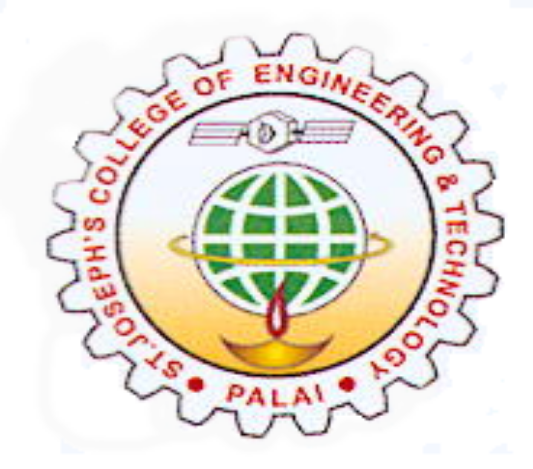 ST.JOSEPH'S COLLEGE OF ENGINEERING & TECHNOLOGY
PALAI